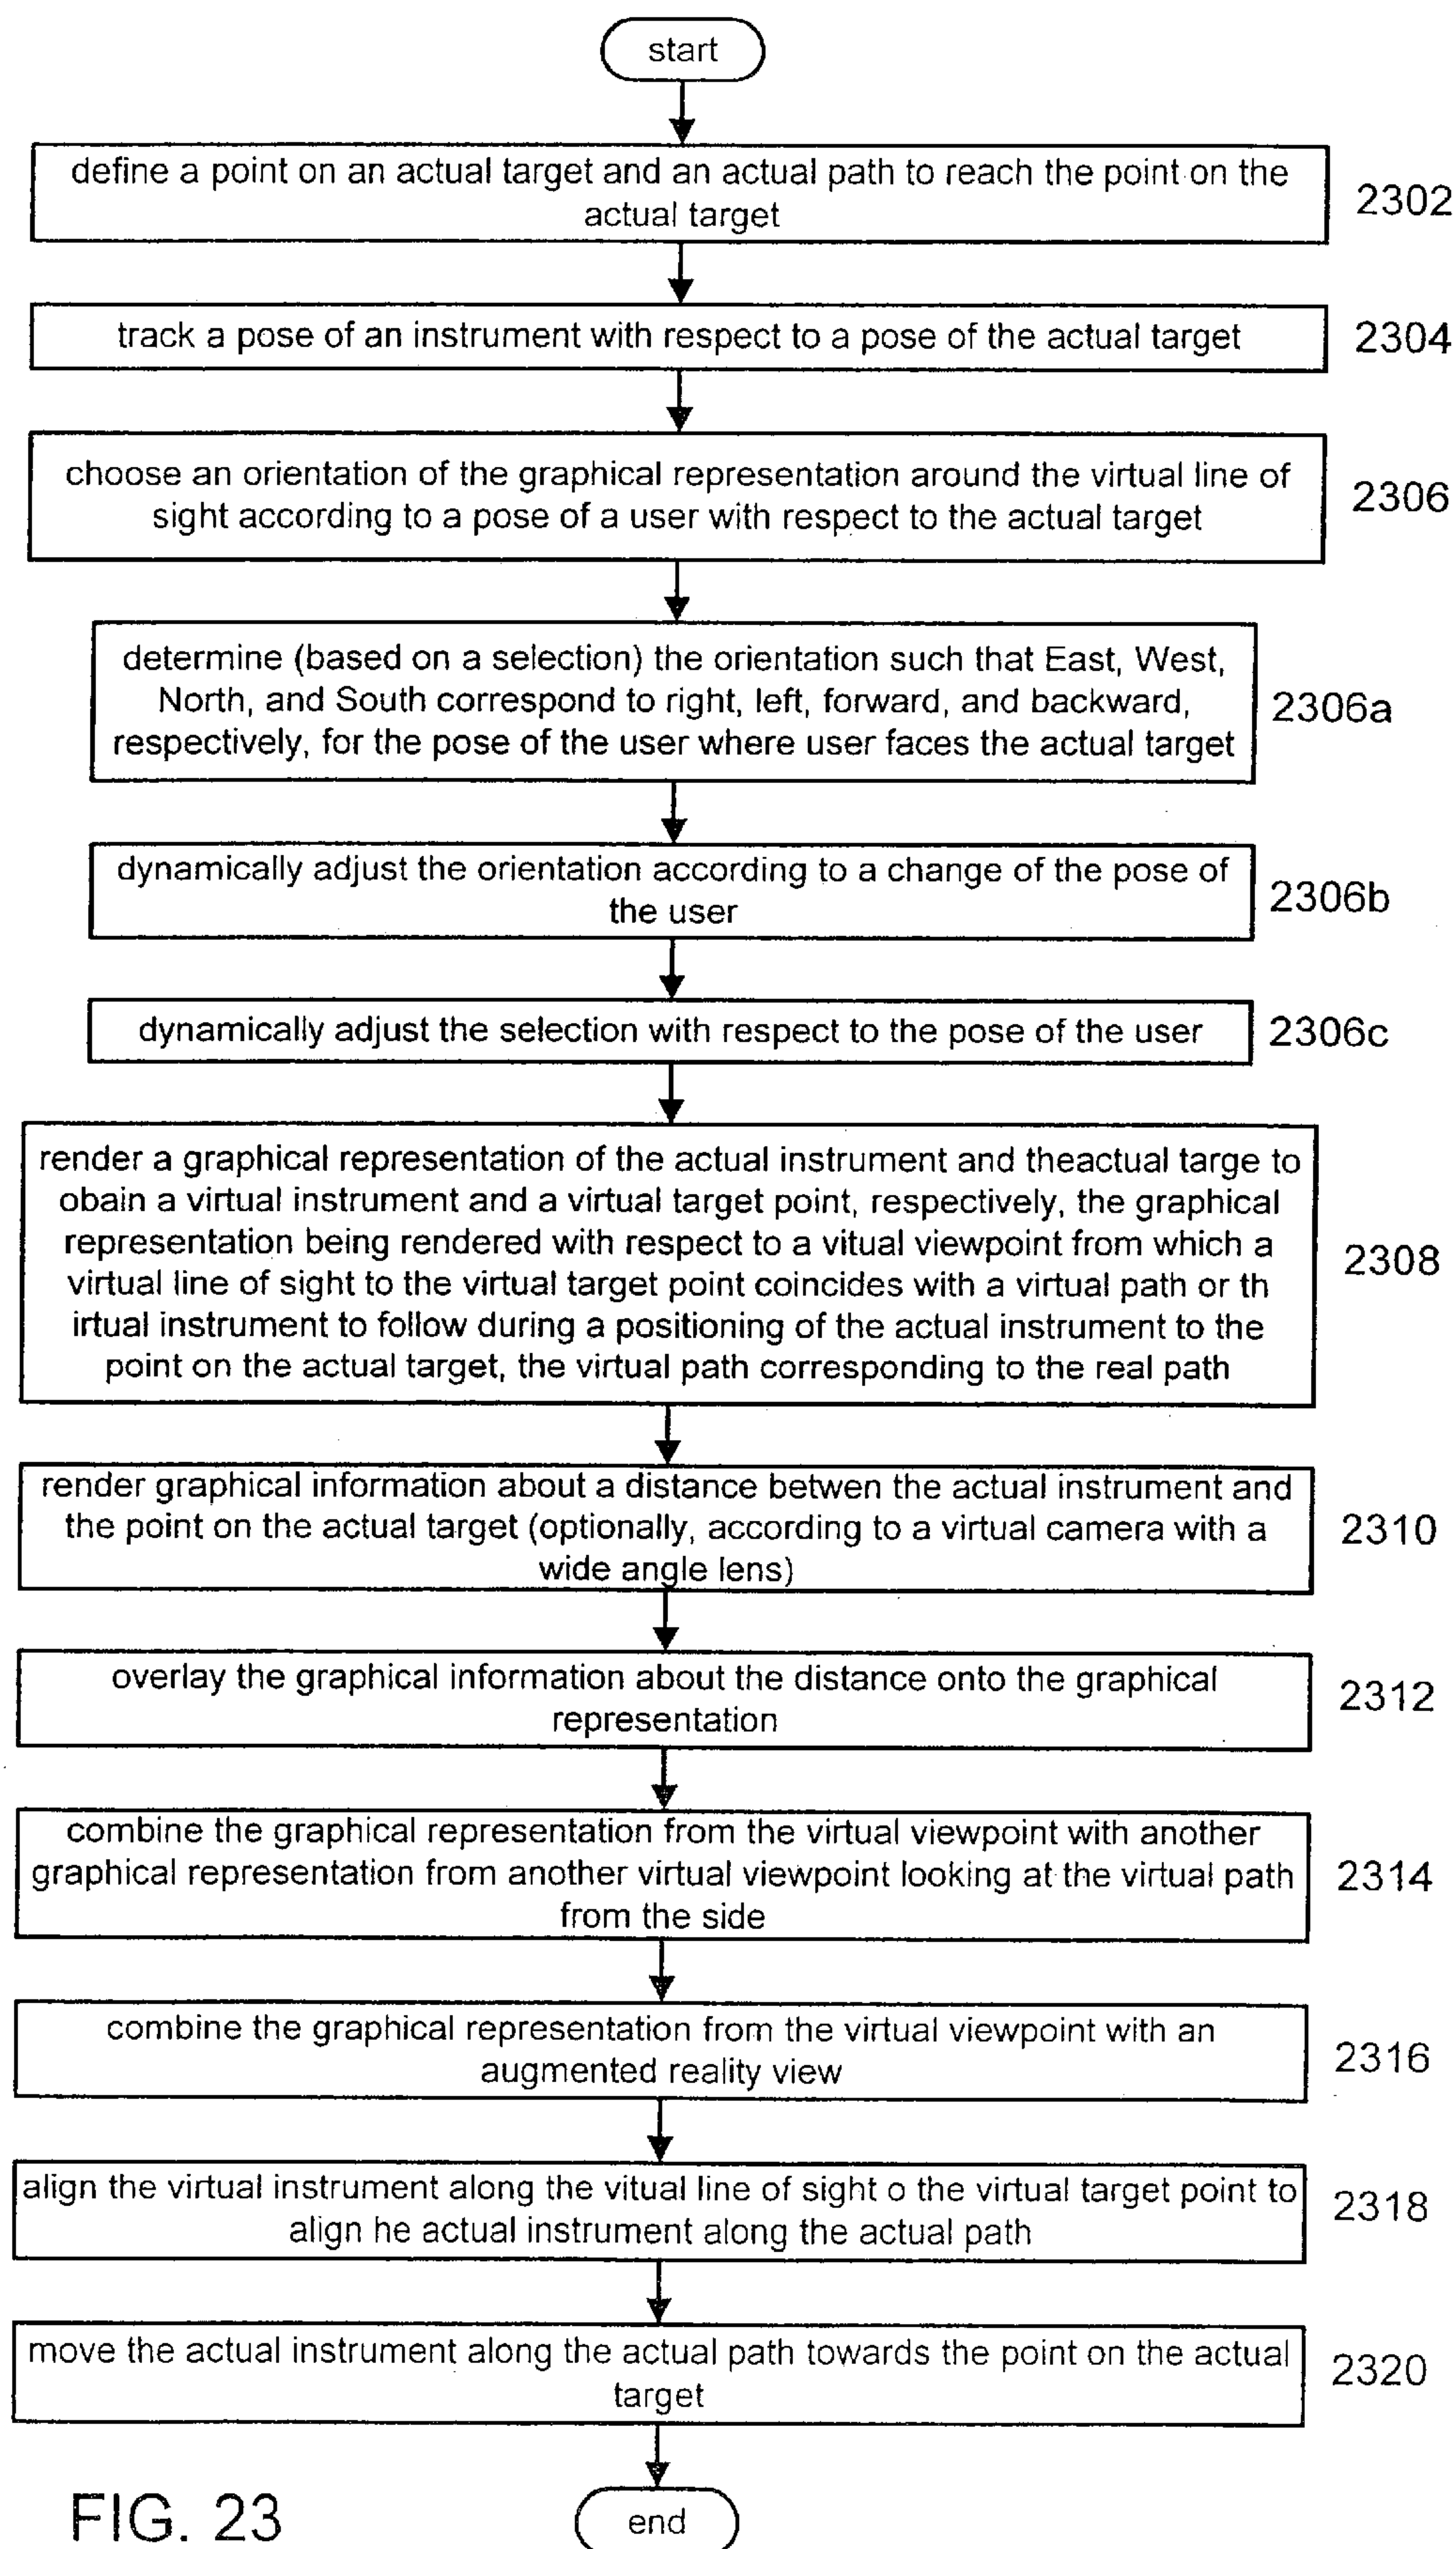 start
define a point on an actual target and an actual path to reach the point on the
actual target
2302
track a pose of an instrument with respect to a pose of the actual target
2304
choose an orientation of the graphical representation around the virtual line of
sight according to a pose of a user with respect to the actual target
2306
determine (based on a selection) the orientation such that East, West,
North, and South correspond to right, left, forward, and backward,
respectively, for the pose of the user where user faces the actual target
2306a
dynamically adjust the orientation according to a change of the pose of
the user
2306b
dynamically adjust the selection with respect to the pose of the user
2306c
render a graphical representation of the actual instrument and theactual targe to
obain a virtual instrument and a virtual target point, respectively, the graphical
representation being rendered with respect to a vitual viewpoint from which a
virtual line of sight to the virtual target point coincides with a virtual path or th
irtual instrument to follow during a positioning of the actual instrument to the
point on the actual target, the virtual path corresponding to the real path
2308
render graphical information about a distance betwen the actual instrument and
the point on the actual target (optionally, according to a virtual camera with a
wide angle lens)
2310
overlay the graphical information about the distance onto the graphical
representation
2312
combine the graphical representation from the virtual viewpoint with another
graphical representation from another virtual viewpoint looking at the virtual path
from the side
2314
combine the graphical representation from the virtual viewpoint with an
augmented reality view
2316
align the virtual instrument along the vitual line of sight o the virtual target point to
align he actual instrument along the actual path
2318
move the actual instrument along the actual path towards the point on the actual
target
2320
end
FIG. 23